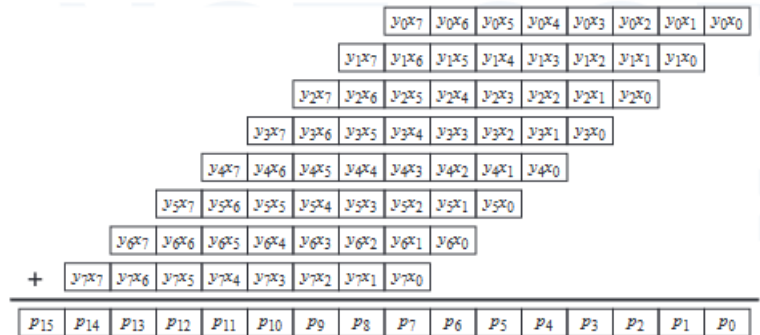 y₀x₇ y₀x₆ y₀x₅ y₀x₄ y₀x₃ y₀x₂ y₀x₁ y₀x₀
y₁x₇ y₁x₆ y₁x₅ y₁x₄ y₁x₃ y₁x₂ y₁x₁ y₁x₀
y₂x₇ y₂x₆ y₂x₅ y₂x₄ y₂x₃ y₂x₂ y₂x₁ y₂x₀
y₃x₇ y₃x₆ y₃x₅ y₃x₄ y₃x₃ y₃x₂ y₃x₁ y₃x₀
y₄x₇ y₄x₆ y₄x₅ y₄x₄ y₄x₃ y₄x₂ y₄x₁ y₄x₀
y₅x₇ y₅x₆ y₅x₅ y₅x₄ y₅x₃ y₅x₂ y₅x₁ y₅x₀
y₆x₇ y₆x₆ y₆x₅ y₆x₄ y₆x₃ y₆x₂ y₆x₁ y₆x₀
+ y₇x₇ y₇x₆ y₇x₅ y₇x₄ y₇x₃ y₇x₂ y₇x₁ y₇x₀
p₁₅ p₁₄ p₁₃ p₁₂ p₁₁ p₁₀ p₉ p₈ p₇ p₆ p₅ p₄ p₃ p₂ p₁ p₀